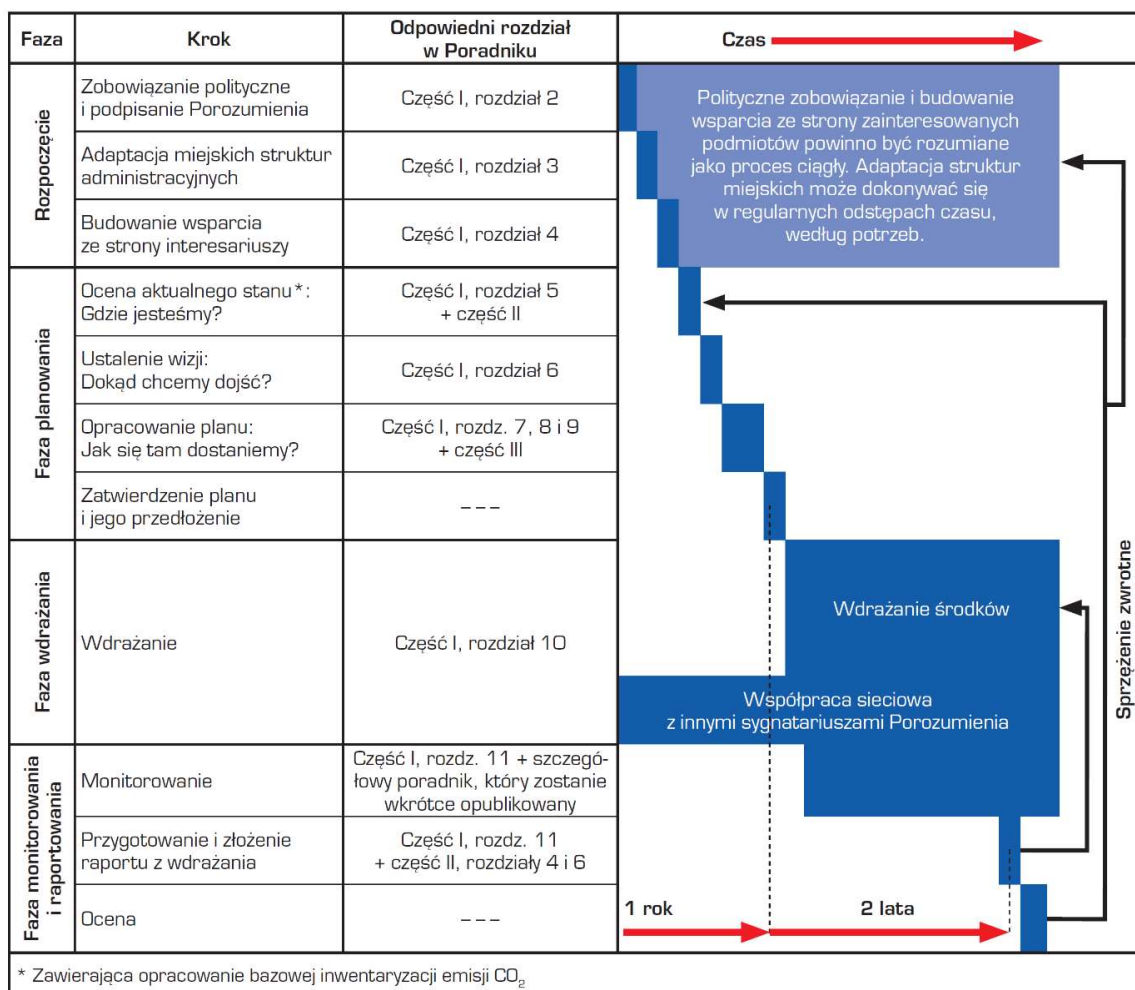 Faza
Krok
Odpowiedni rozdział
w Poradniku
Czas
Rozpoczęcie
Zobowiązanie polityczne
i podpisanie Porozumienia
Część I, rozdział 2
Adaptacja miejskich struktur
administracyjnych
Część I, rozdział 3
Budowanie wsparcia
ze strony interesariuszy
Część I, rozdział 4
Polityczne zobowiązanie i budowanie
wsparcia ze strony zainteresowanych
podmiotów powinno być rozumiane
jako proces ciągły. Adaptacja struktur
miejskich może dokonywać się
w regularnych odstępach czasu,
według potrzeb.
Faza planowania
Ocena aktualnego stanu*:
Gdzie jesteśmy?
Część I, rozdział 5
+ część II
Ustalenie wizji:
Dokąd chcemy dojść?
Część I, rozdział 6
Opracowanie planu:
Jak się tam dostaniemy?
Część I, rozdz. 7, 8 i 9
+ część III
Zatwierdzenie planu
i jego przedłożenie
– – –
Faza wdrażania
Wdrażanie
Część I, rozdział 10
Wdrażanie środków
Współpraca sieciowa
z innymi sygnatariuszami Porozumienia
Sprzężenie zwrotne
Faza monitorowania
i raportowania
Monitorowanie
Część I, rozdz. 11 + szczegó-
łowy poradnik, który zostanie
wkrótce opublikowany
Przygotowanie i złożenie
raportu z wdrażania
Część I, rozdz. 11
+ część II, rozdziały 4 i 6
Ocena
– – –
1 rok
2 lata
* Zawierająca opracowanie bazowej inwentaryzacji emisji CO₂